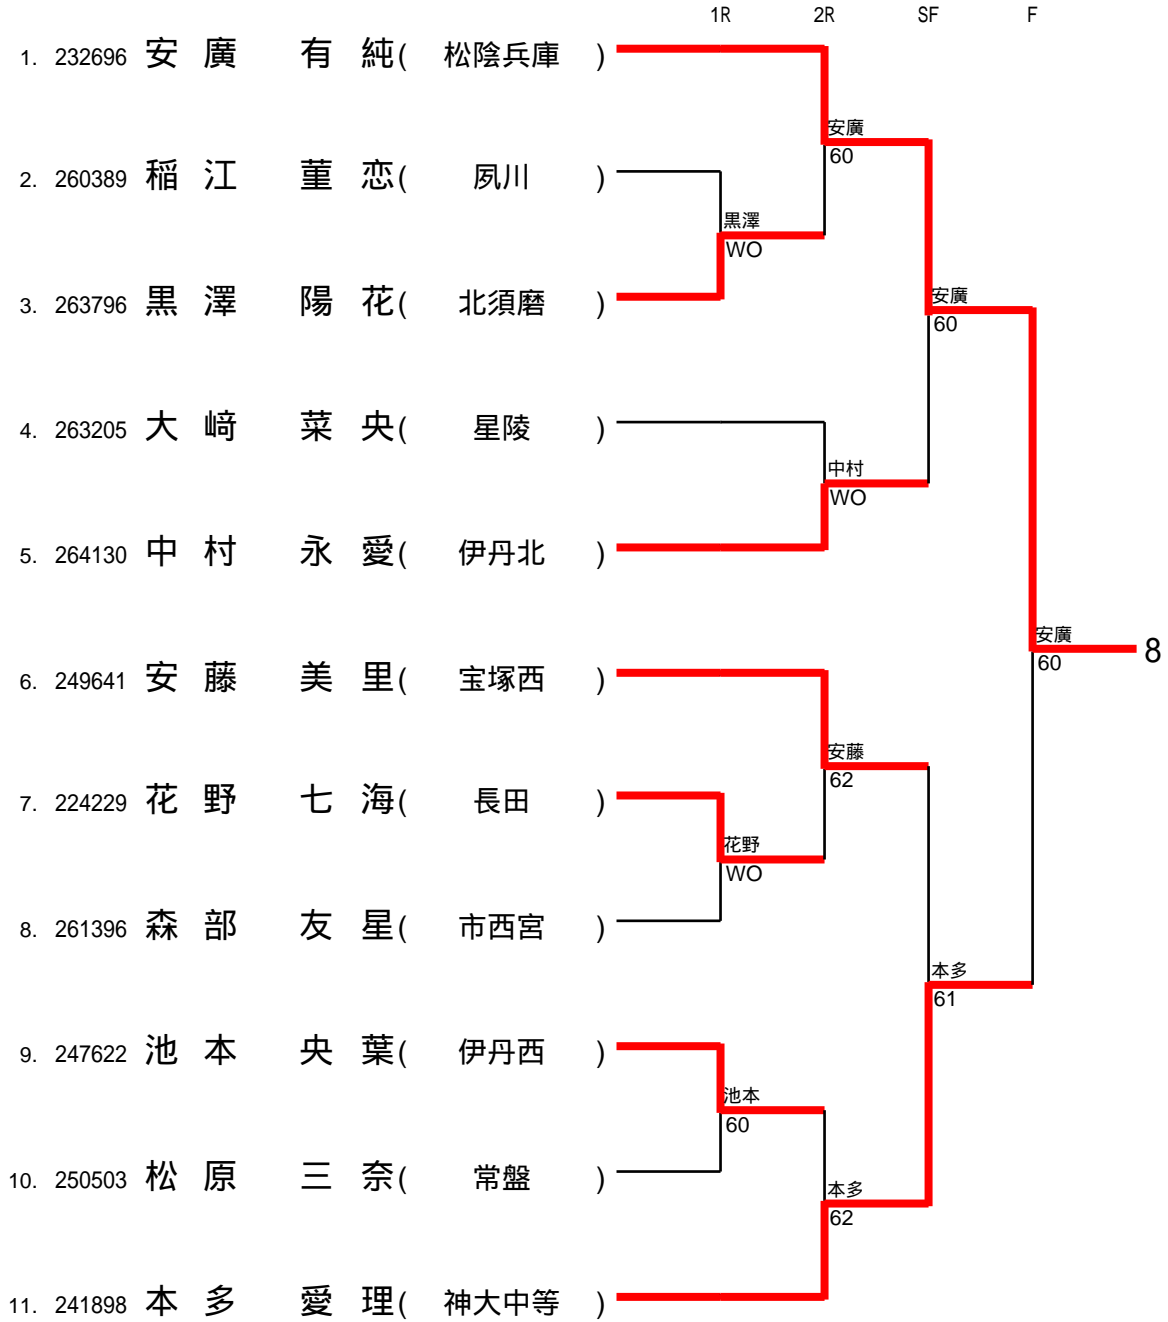 1R 2R SF F
1. 232696 安廣 有純( 松陰兵庫 )
安廣
60
2. 260389 稲江 菫恋( 夙川 )
黒澤
WO
3. 263796 黒澤 陽花( 北須磨 )
安廣
60
4. 263205 大﨑 菜央( 星陵 )
中村
WO
5. 264130 中村 永愛( 伊丹北 )
安廣
60
8
6. 249641 安藤 美里( 宝塚西 )
安藤
62
7. 224229 花野 七海( 長田 )
花野
WO
8. 261396 森部 友星( 市西宮 )
本多
61
9. 247622 池本 央葉( 伊丹西 )
池本
60
10. 250503 松原 三奈( 常盤 )
本多
62
11. 241898 本多 愛理( 神大中等 )